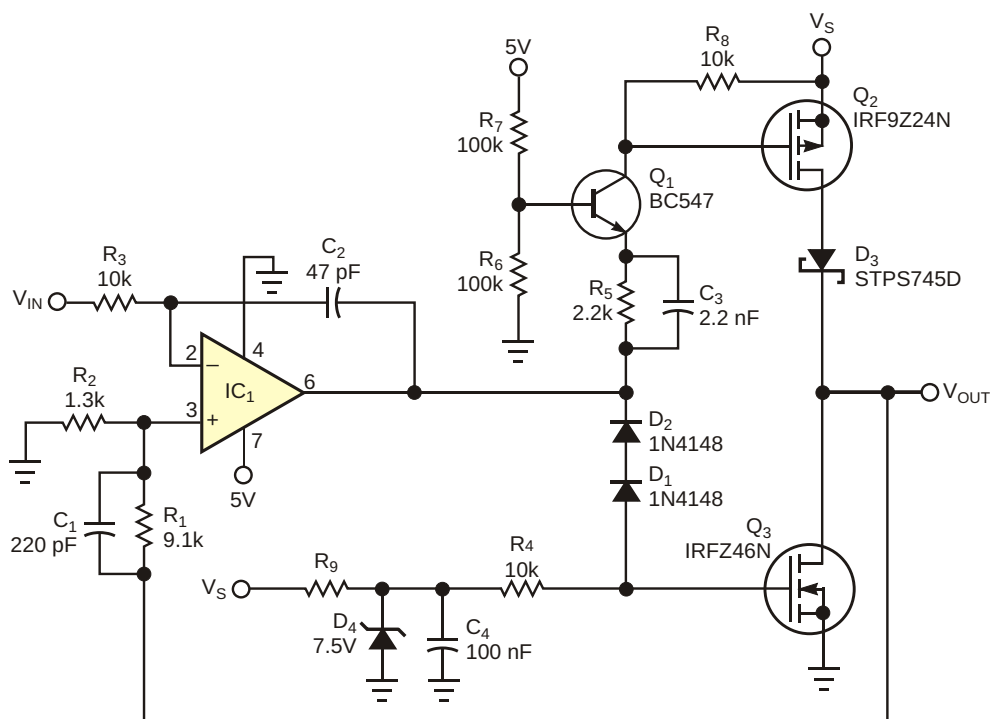 V_S
R_8
10k
5V
Q_2
IRF9Z24N
R_7
100k
Q_1
BC547
R_6
100k
R_5
2.2k
C_3
2.2 nF
D_3
STPS745D
R_3
10k
C_2
47 pF
V_IN
2
4
–
IC_1
6
R_2
1.3k
3
+
7
5V
V_OUT
D_2
1N4148
D_1
1N4148
C_1
220 pF
R_1
9.1k
Q_3
IRFZ46N
R_9
R4
10k
V_S
D_4
7.5V
C_4
100 nF